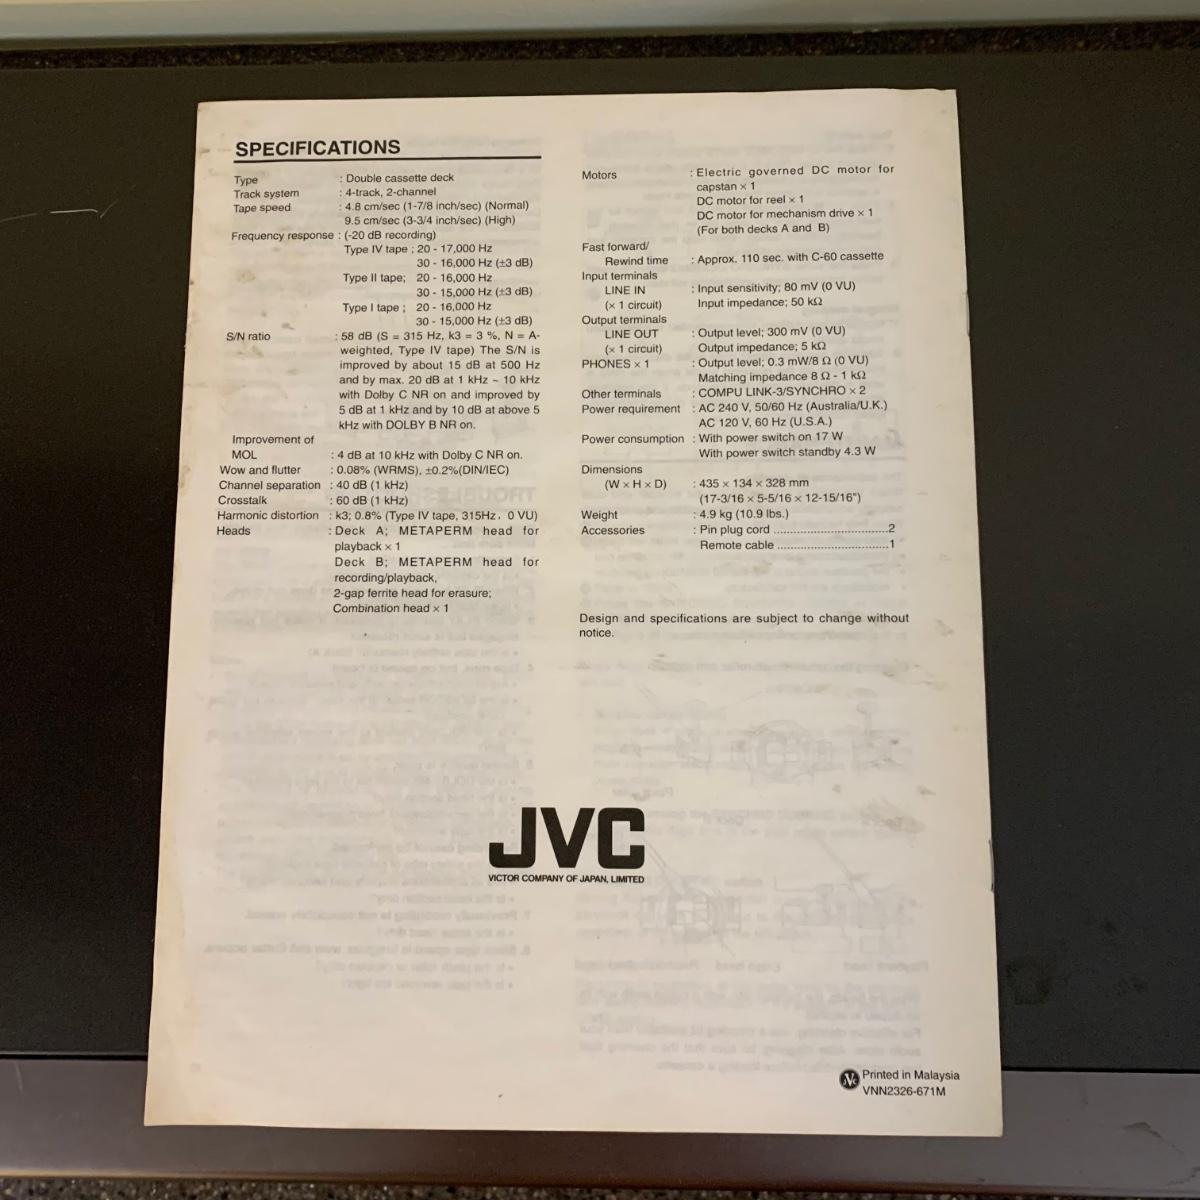 SPECIFICATIONS
Type : Double cassette deck
Track system : 4-track, 2-channel
Tape speed : 4.8 cm/sec (1-7/8 inch/sec) (Normal)
9.5 cm/sec (3-3/4 inch/sec) (High)
Frequency response : (-20 dB recording)
Type IV tape ; 20 - 17,000 Hz
30 - 16,000 Hz (±3 dB)
Type II tape; 20 - 16,000 Hz
30 - 15,000 Hz (±3 dB)
Type I tape ; 20 - 16,000 Hz
30 - 15,000 Hz (±3 dB)
S/N ratio : 58 dB (S = 315 Hz, k3 = 3 %, N = A-
weighted, Type IV tape) The S/N is
improved by about 15 dB at 500 Hz
and by max. 20 dB at 1 kHz ~ 10 kHz
with Dolby C NR on and improved by
5 dB at 1 kHz and by 10 dB at above 5
kHz with DOLBY B NR on.
Improvement of
MOL : 4 dB at 10 kHz with Dolby C NR on.
Wow and flutter : 0.08% (WRMS), ±0.2%(DIN/IEC)
Channel separation : 40 dB (1 kHz)
Crosstalk : 60 dB (1 kHz)
Harmonic distortion : k3; 0.8% (Type IV tape, 315Hz, 0 VU)
Heads : Deck A; METAPERM head for
playback × 1
Deck B; METAPERM head for
recording/playback,
2-gap ferrite head for erasure;
Combination head × 1
Motors : Electric governed DC motor for
capstan × 1
DC motor for reel × 1
DC motor for mechanism drive × 1
(For both decks A and B)
Fast forward/
Rewind time : Approx. 110 sec. with C-60 cassette
Input terminals
LINE IN : Input sensitivity; 80 mV (0 VU)
(× 1 circuit) Input impedance; 50 kΩ
Output terminals
LINE OUT : Output level; 300 mV (0 VU)
(× 1 circuit) Output impedance; 5 kΩ
PHONES × 1 : Output level; 0.3 mW/8 Ω (0 VU)
Matching impedance 8 Ω - 1 kΩ
Other terminals : COMPU LINK-3/SYNCHRO × 2
Power requirement : AC 240 V, 50/60 Hz (Australia/U.K.)
AC 120 V, 60 Hz (U.S.A.)
Power consumption : With power switch on 17 W
With power switch standby 4.3 W
Dimensions
(W × H × D) : 435 × 134 × 328 mm
(17-3/16 × 5-5/16 × 12-15/16")
Weight : 4.9 kg (10.9 lbs.)
Accessories : Pin plug cord ..................................2
Remote cable .................................1
Design and specifications are subject to change without
notice.
JVC
VICTOR COMPANY OF JAPAN, LIMITED
JVC Printed in Malaysia
VNN2326-671M